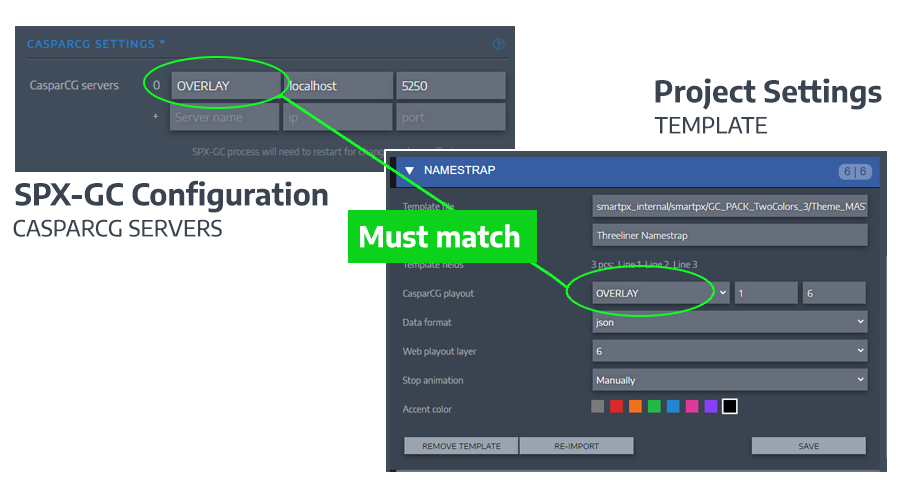 CASPARCG SETTINGS *
CasparCG servers 0 OVERLAY localhost 5250
+ Server name ip port
SPX-GC process will need to restart for
SPX-GC Configuration
CASPARCG SERVERS
Project Settings
TEMPLATE
▼ NAMESTRAP 6 | 6
Template file smartpx_internal/smartpx/GC_PACK_TwoColors_3/Theme_MAS
Threeliner Namestrap
Must match
Template fields 3 pcs: Line 1 Line 2 Line 3
CasparCG playout OVERLAY 1 6
Data format json
Web playout layer 6
Stop animation Manually
Accent color
REMOVE TEMPLATE RE-IMPORT SAVE